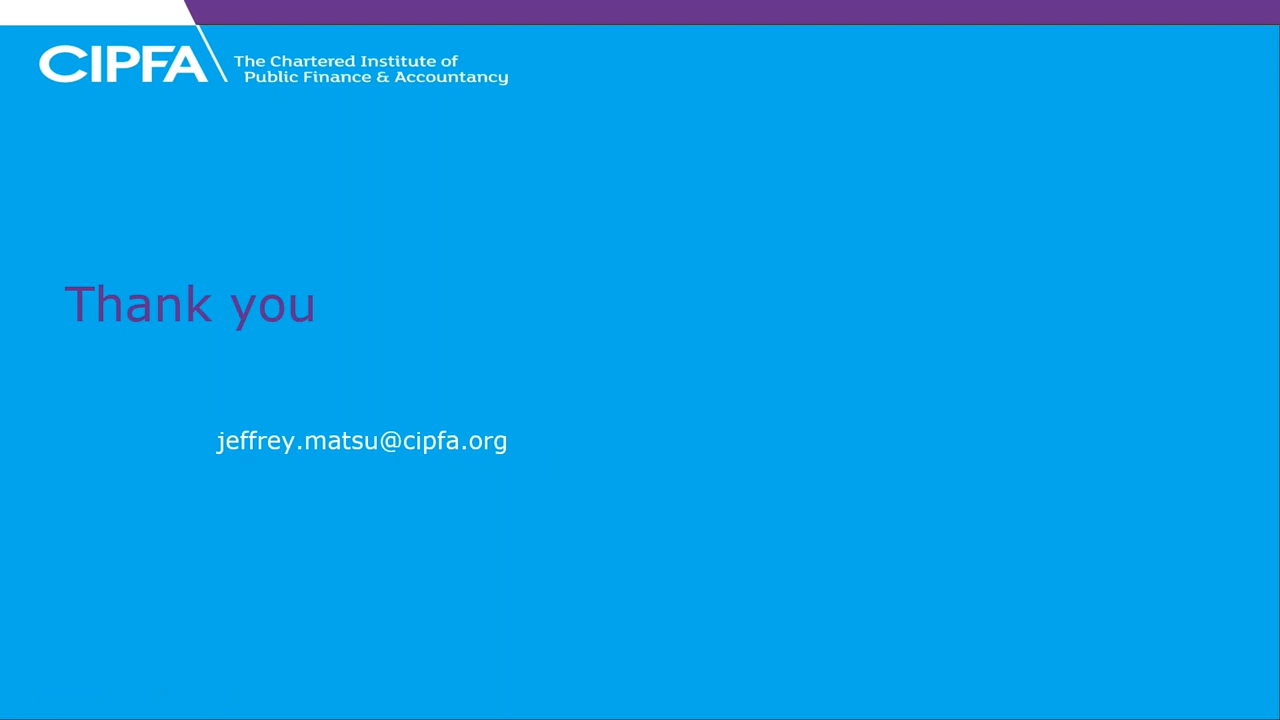 CIPFA
The Chartered Institute of
Public Finance & Accountancy
Thank you
jeffrey.matsu@cipfa.org